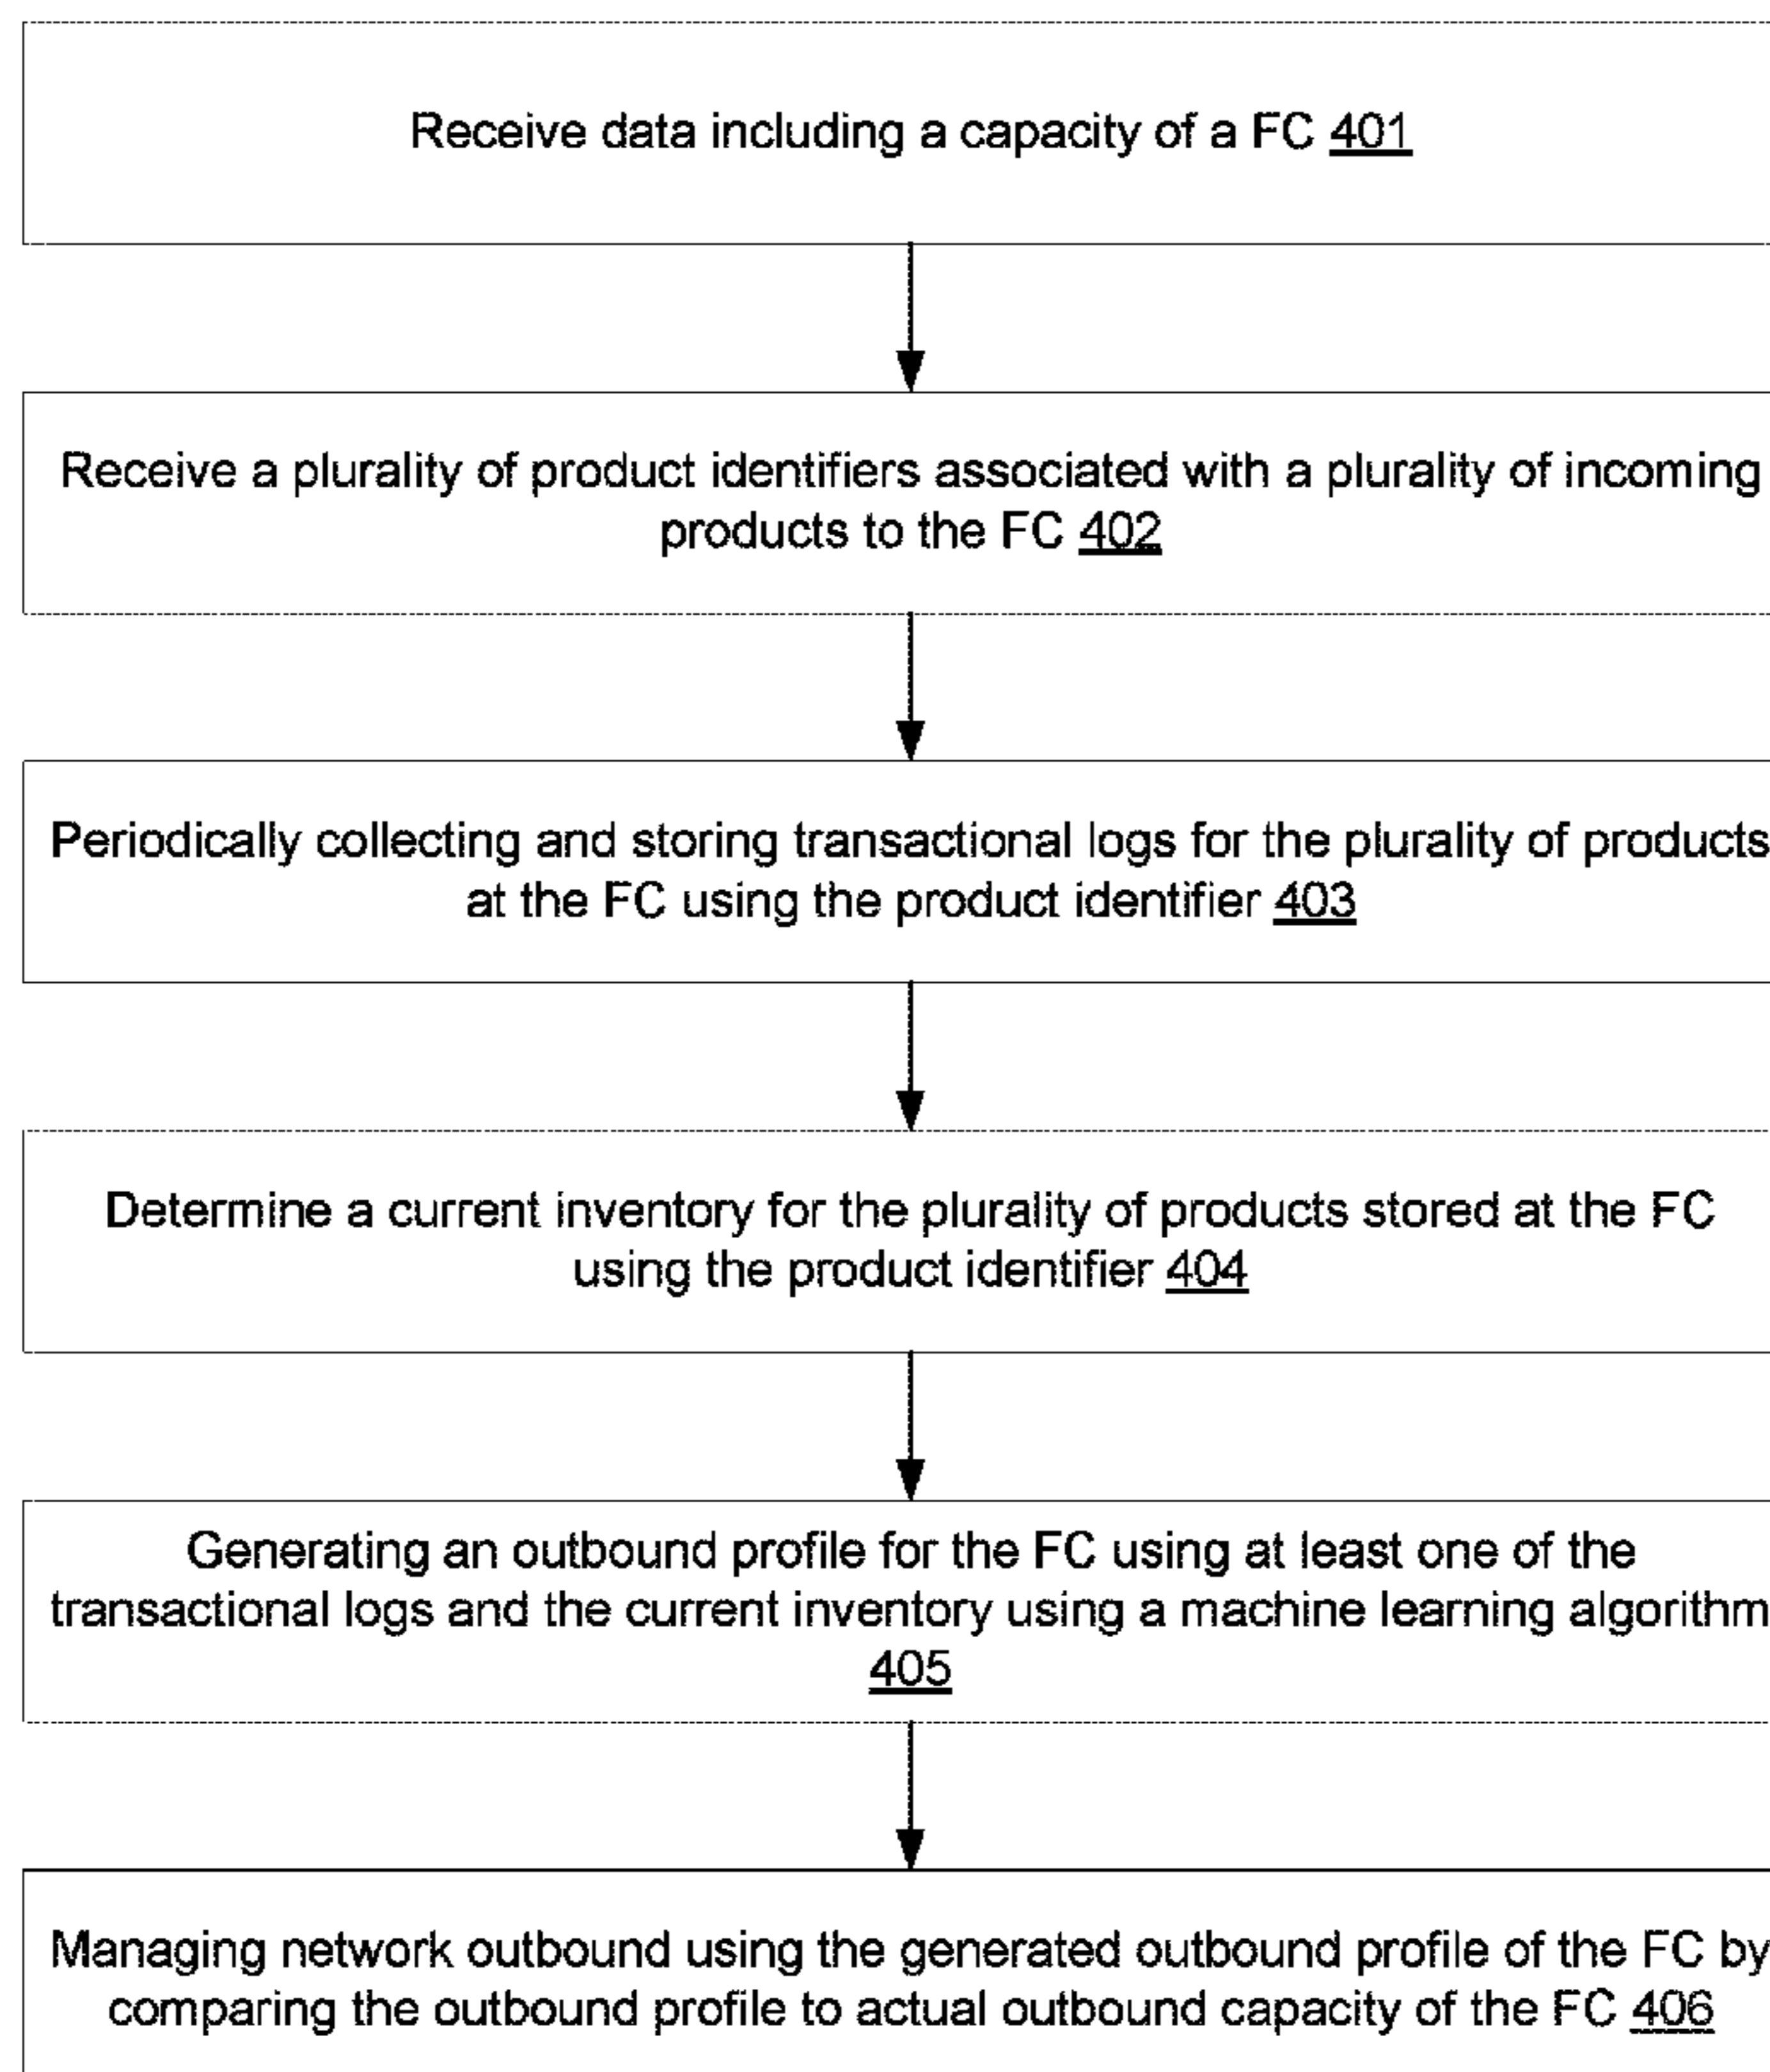 Receive data including a capacity of a FC 401
Receive a plurality of product identifiers associated with a plurality of incoming
products to the FC 402
Periodically collecting and storing transactional logs for the plurality of products
at the FC using the product identifier 403
Determine a current inventory for the plurality of products stored at the FC
using the product identifier 404
Generating an outbound profile for the FC using at least one of the
transactional logs and the current inventory using a machine learning algorithm
405
Managing network outbound using the generated outbound profile of the FC by
comparing the outbound profile to actual outbound capacity of the FC 406